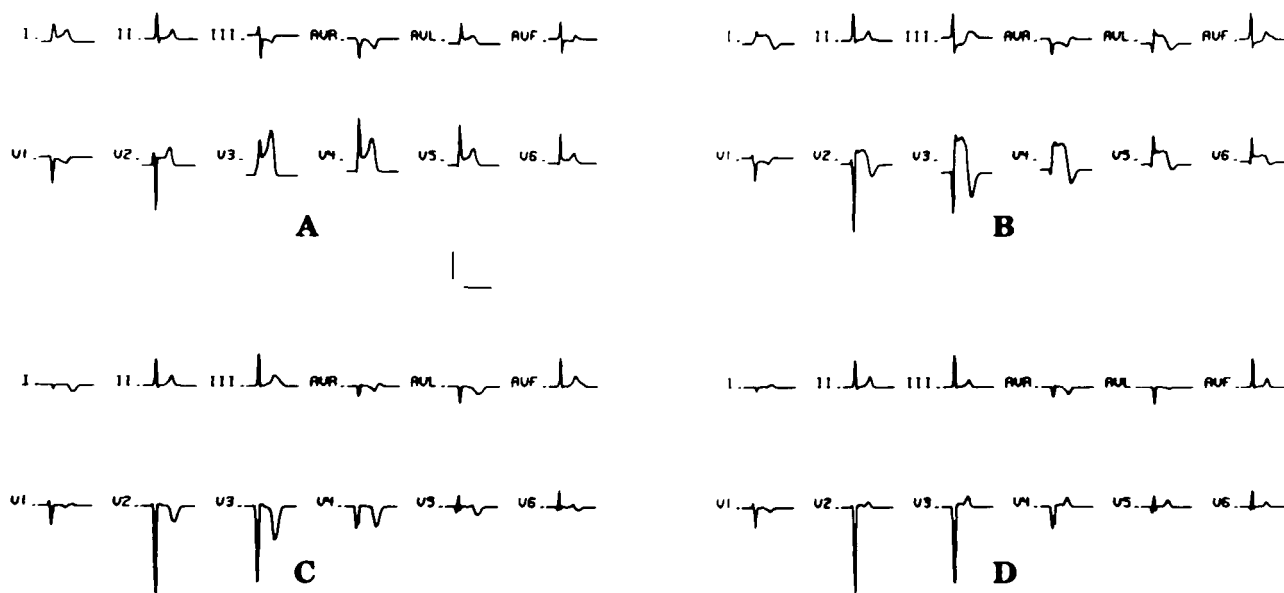 I II III AVR AVL AVF
V1 V2 V3 V4 V5 V6
A
I II III AVR AVL AVF
V1 V2 V3 V4 V5 V6
B
I II III AVR AVL AVF
V1 V2 V3 V4 V5 V6
C
I II III AVR AVL AVF
V1 V2 V3 V4 V5 V6
D